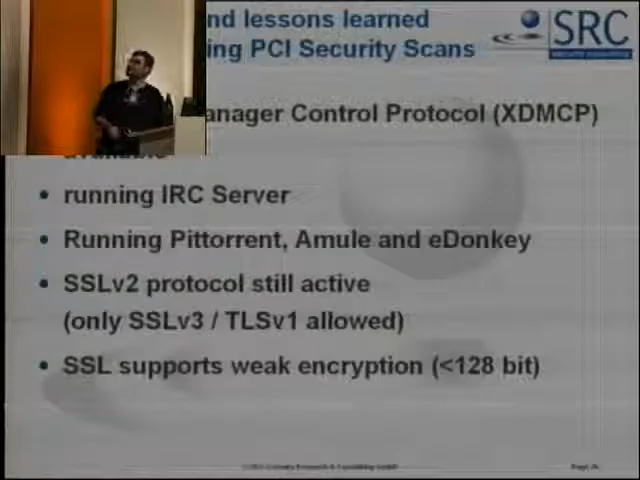 nd lessons learned
ing PCI Security Scans
SRC
anager Control Protocol (XDMCP)
• running IRC Server
• Running Pittorrent, Amule and eDonkey
• SSLv2 protocol still active
(only SSLv3 / TLSv1 allowed)
• SSL supports weak encryption (<128 bit)